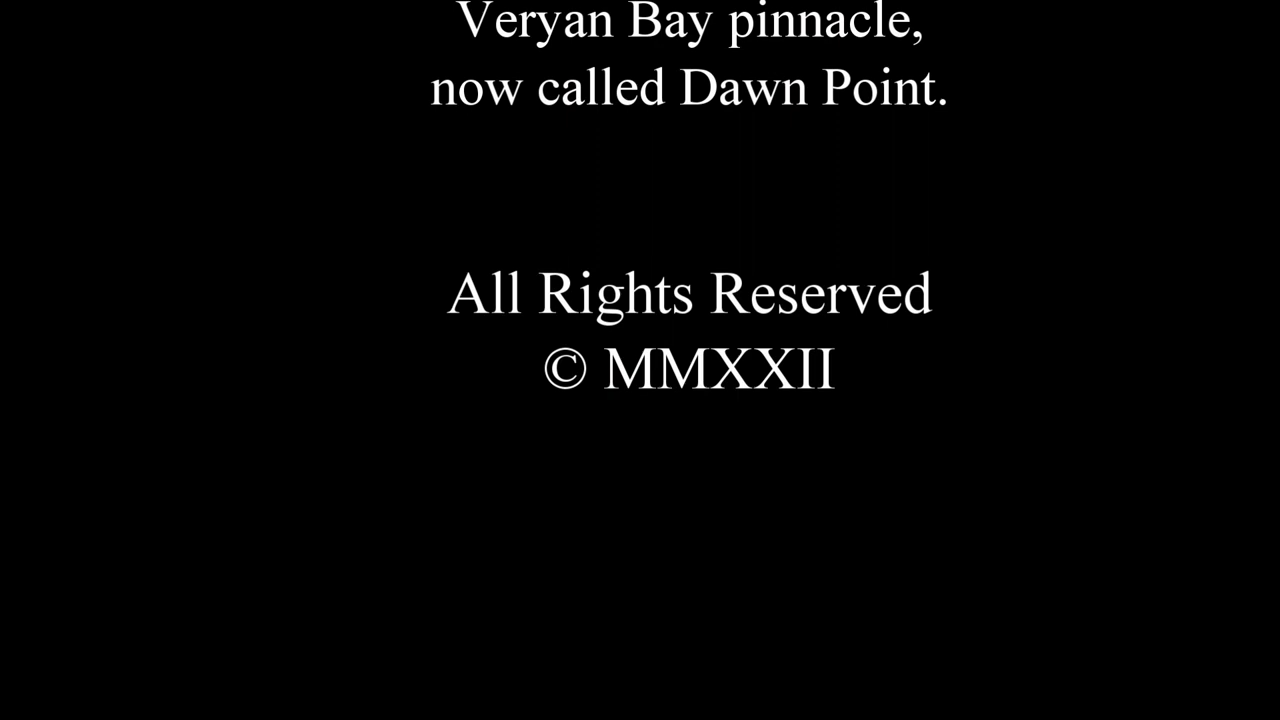 Veryan Bay pinnacle,
now called Dawn Point.
All Rights Reserved
© MMXXII